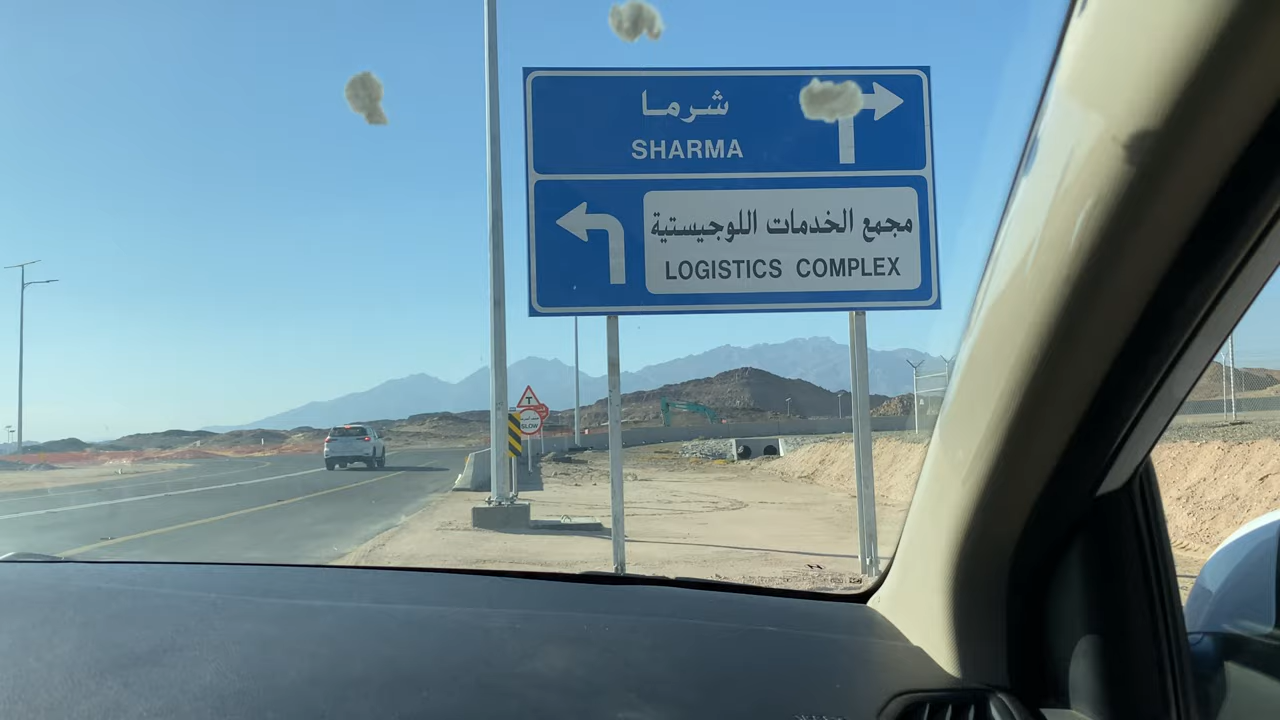 شرما
SHARMA
مجمع الخدمات اللوجيستية
LOGISTICS COMPLEX
T
SLOW